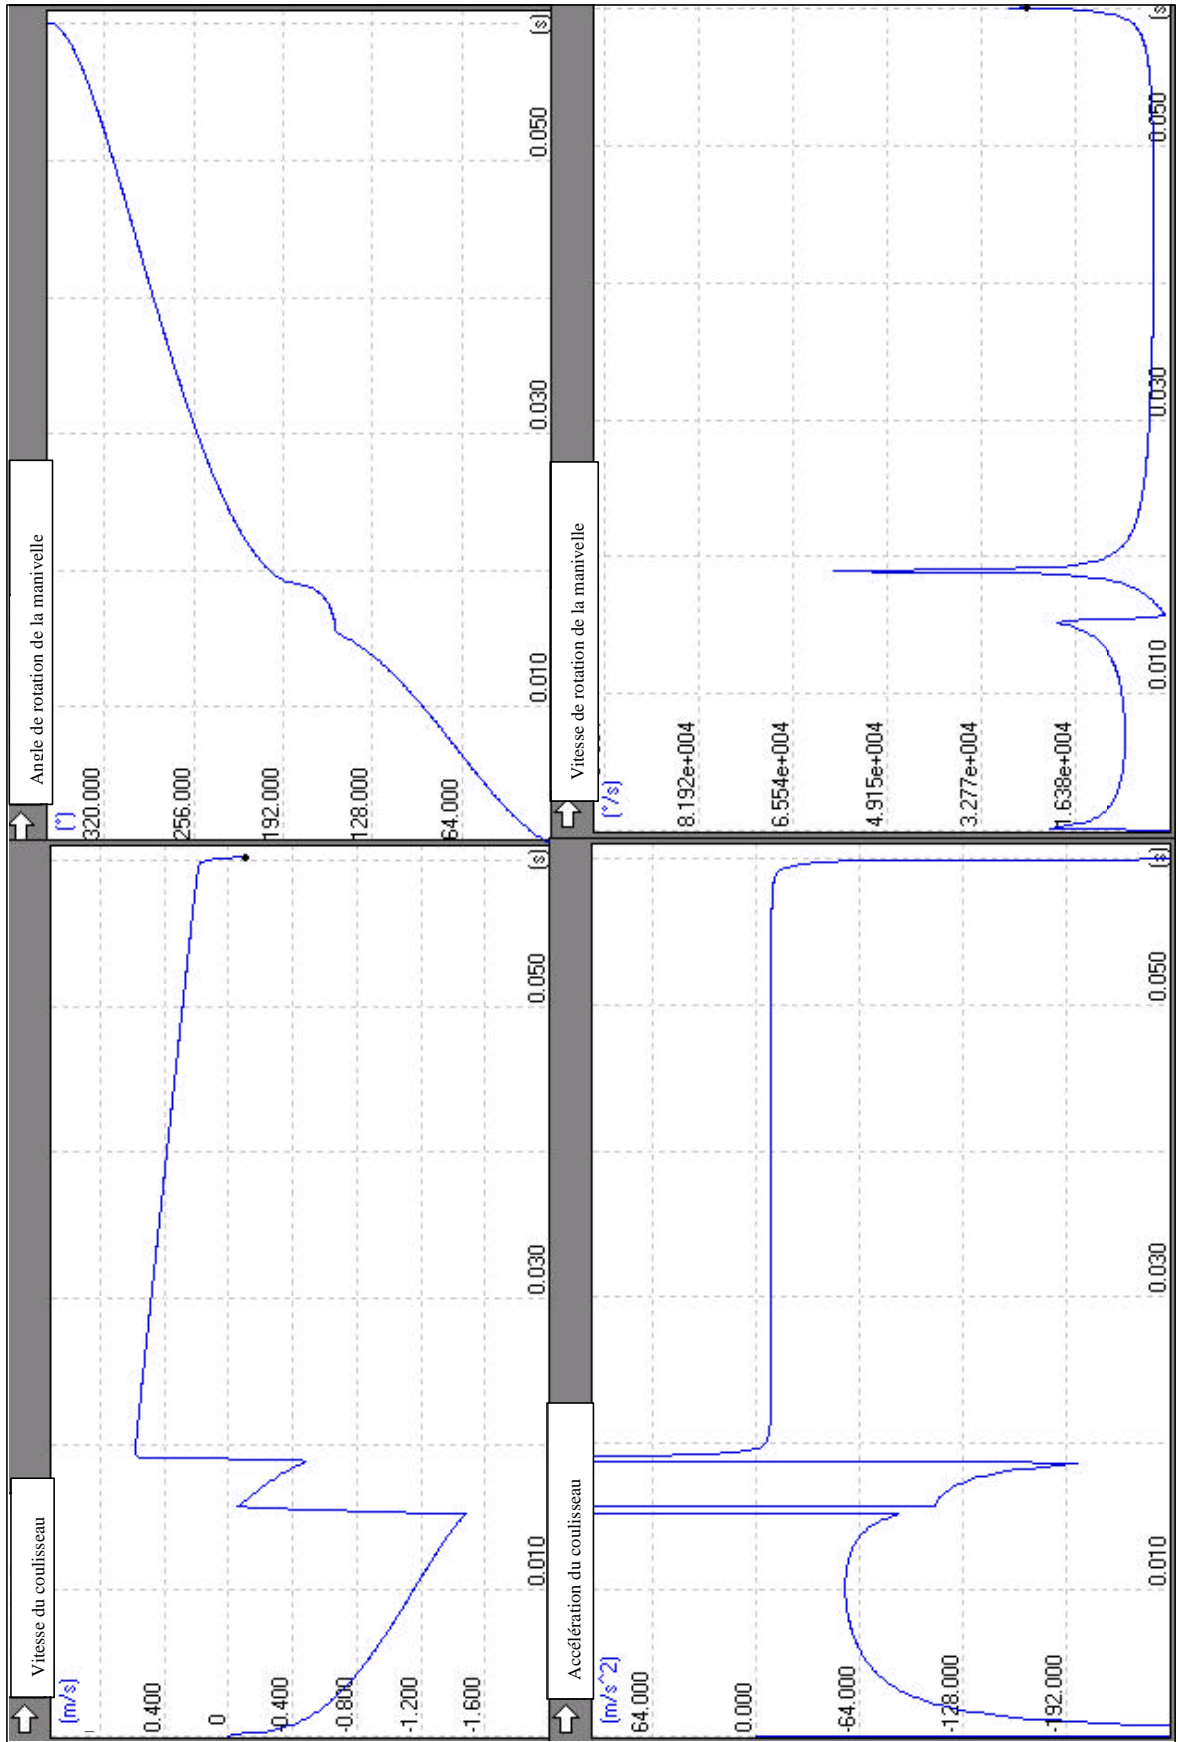 Vitesse du coulisseau
(m/s)
0.400
0
-0.400
-0.800
-1.200
-1.600
0.010 0.030 0.050 (s)
Angle de rotation de la manivelle
(°)
320.000
256.000
192.000
128.000
64.000
0.010 0.030 0.050 (s)
Accélération du coulisseau
(m/s^2)
64.000
0.000
-64.000
-128.000
-192.000
0.010 0.030 0.050 (s)
Vitesse de rotation de la manivelle
(°/s)
8.192e+004
6.554e+004
4.915e+004
3.277e+004
1.638e+004
0.010 0.030 0.050 (s)